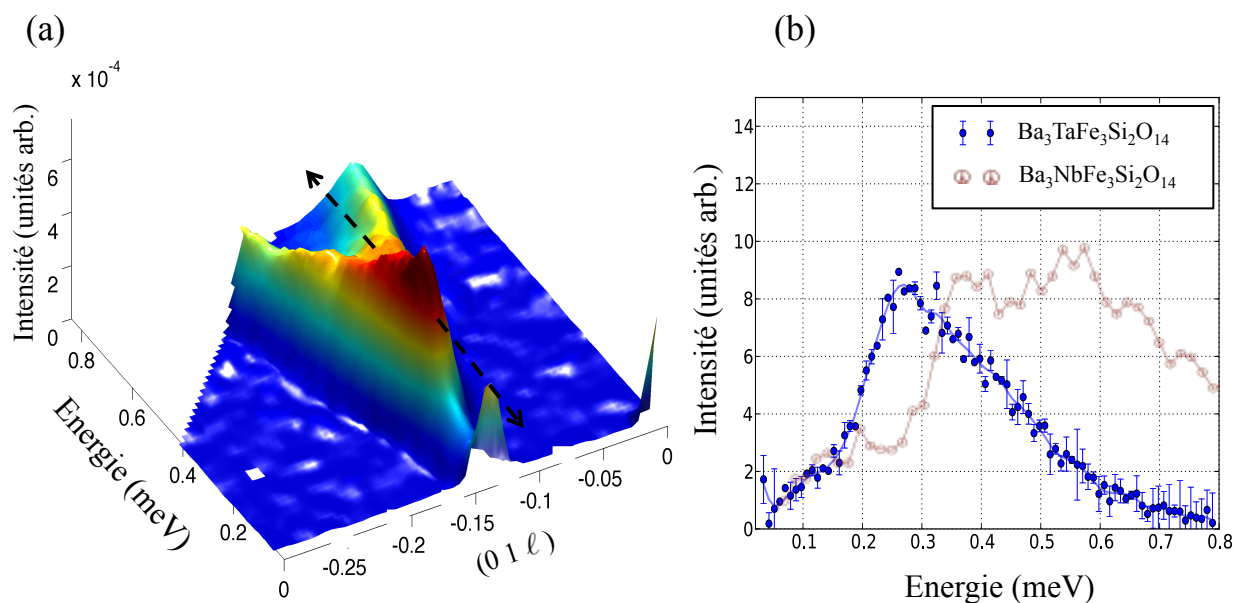 (a)
x 10⁻⁴
Intensité (unités arb.)
6
4
2
0
0.8
0.6
0.4
0.2
0
Energie (meV)
-0.25
-0.2
-0.15
-0.1
-0.05
0
(0 1 ℓ)
(b)
Ba₃TaFe₃Si₂O₁₄
Ba₃NbFe₃Si₂O₁₄
Intensité (unités arb.)
14
12
10
8
6
4
2
0
0.1 0.2 0.3 0.4 0.5 0.6 0.7 0.8
Energie (meV)